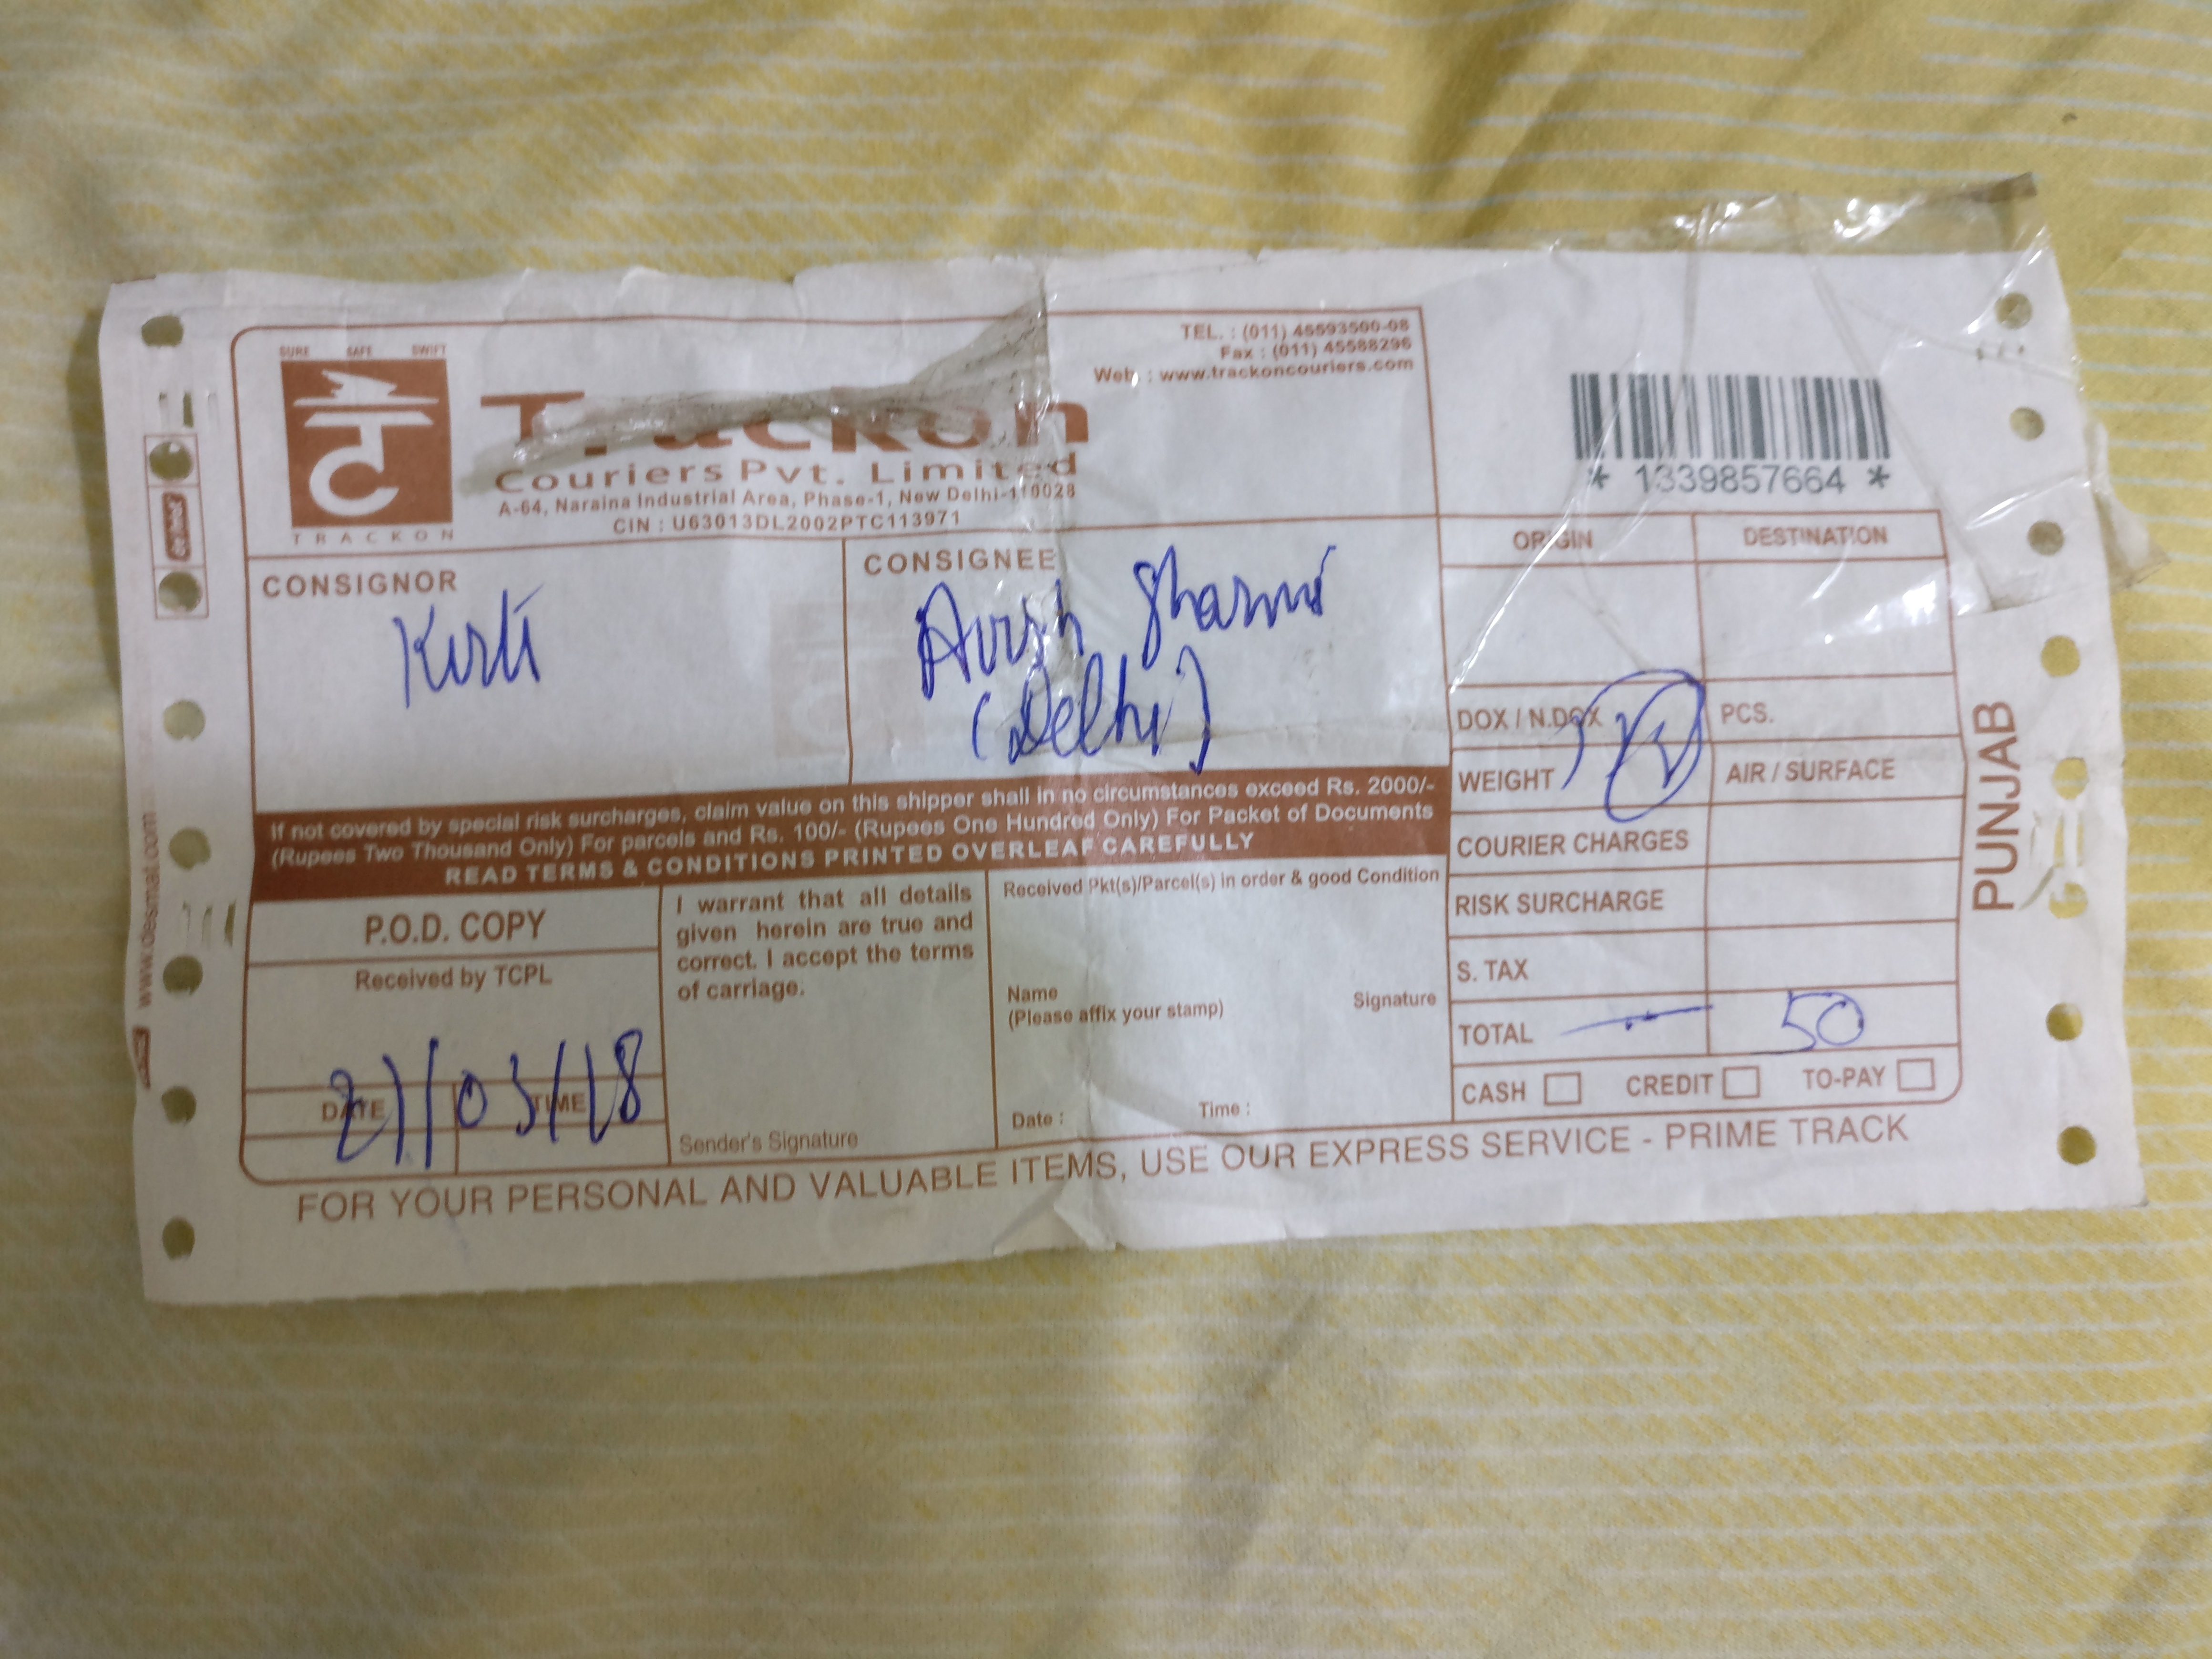 SURE SAFE SWIFT
TRACKON
Trackon
Couriers Pvt. Limited
A-64, Naraina Industrial Area, Phase-1, New Delhi-110028
CIN : U63013DL2002PTC113971
TEL. : (011) 45593500-08
Fax : (011) 45588296
Web : www.trackoncouriers.com
* 1339857664 *
CONSIGNOR
Kirti
CONSIGNEE
Sharma
(Delhi)
ORIGIN DESTINATION
DOX / N.DOX PCS.
WEIGHT AIR / SURFACE
COURIER CHARGES
RISK SURCHARGE
S. TAX
TOTAL 50
CASH CREDIT TO-PAY
If not covered by special risk surcharges, claim value on this shipper shall in no circumstances exceed Rs. 2000/-
(Rupees Two Thousand Only) For parcels and Rs. 100/- (Rupees One Hundred Only) For Packet of Documents
READ TERMS & CONDITIONS PRINTED OVERLEAF CAREFULLY
P.O.D. COPY
Received by TCPL
DATE TIME
21/03/18
I warrant that all details
given herein are true and
correct. I accept the terms
of carriage.
Sender's Signature
Received Pkt(s)/Parcel(s) in order & good Condition
Name Signature
(Please affix your stamp)
Date : Time :
FOR YOUR PERSONAL AND VALUABLE ITEMS, USE OUR EXPRESS SERVICE - PRIME TRACK
PUNJAB
www.desmat.com